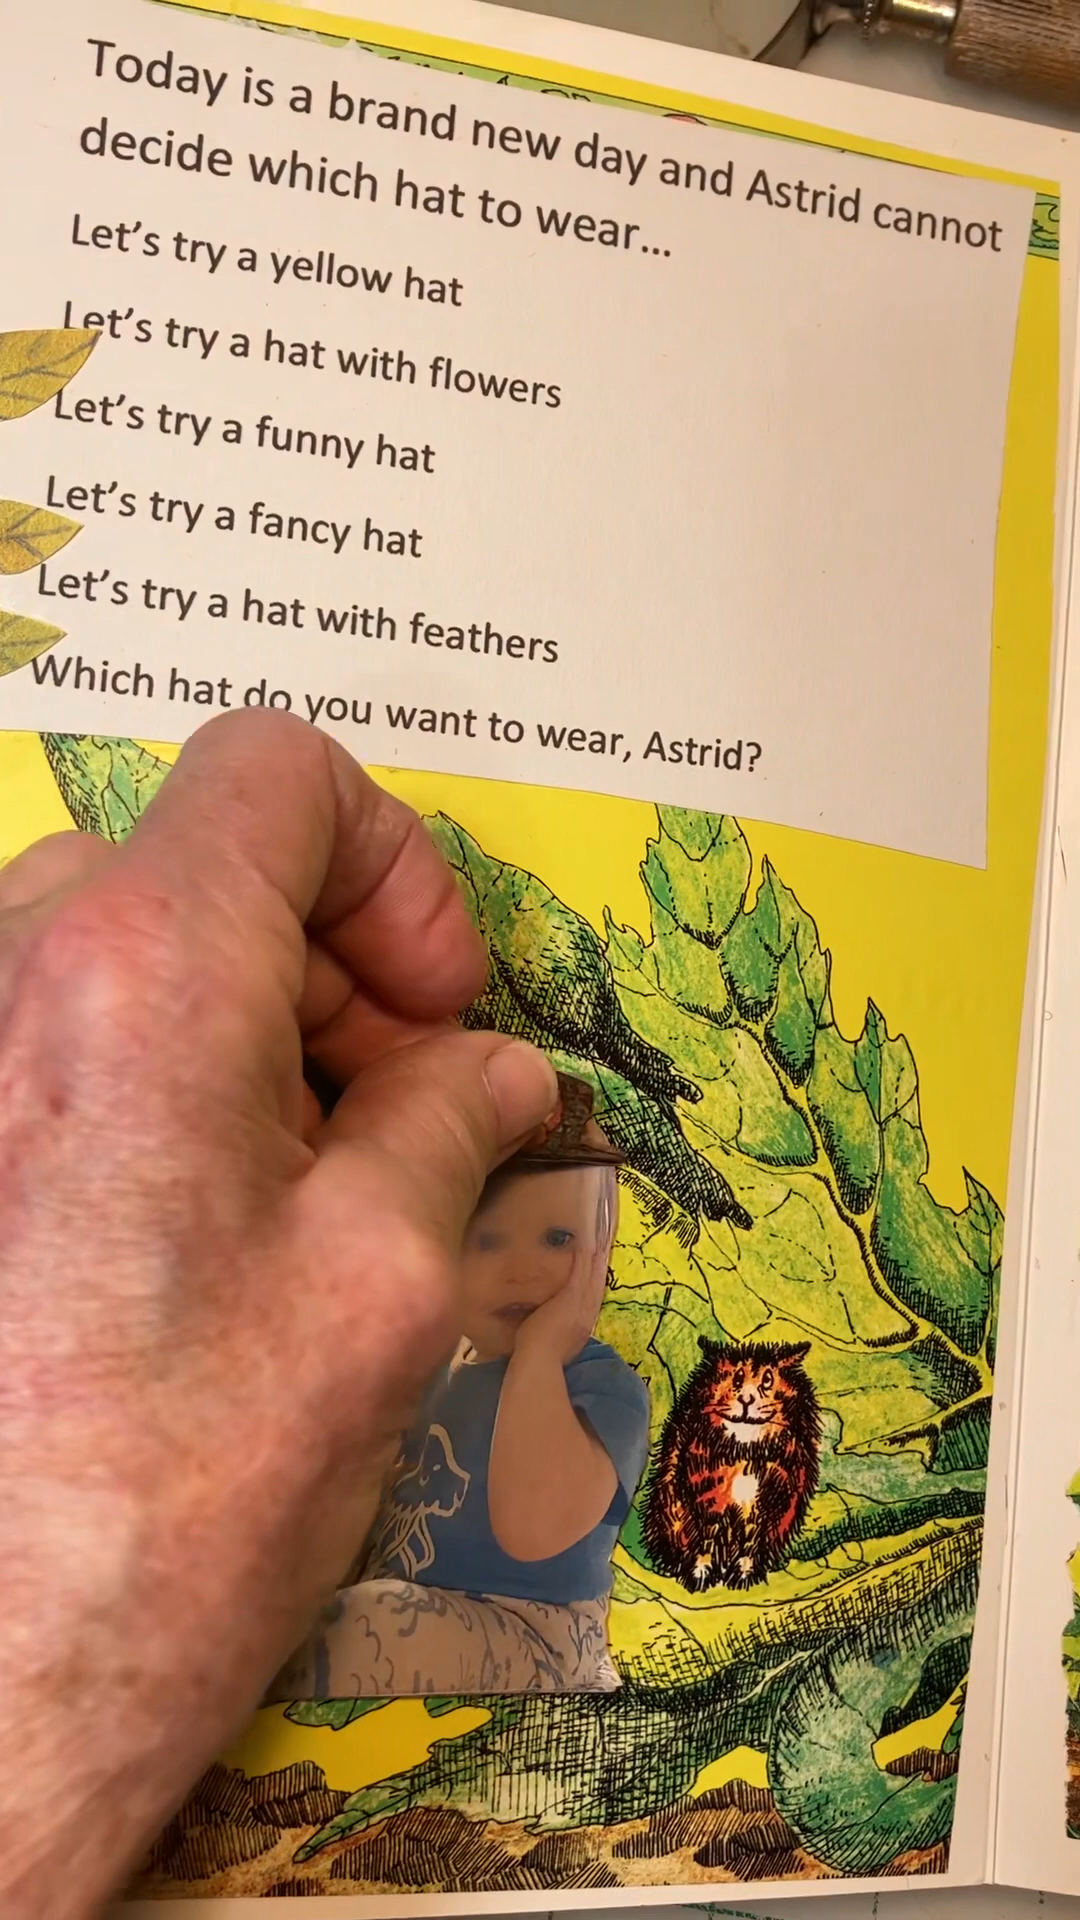 Today is a brand new day and Astrid cannot
decide which hat to wear...
Let's try a yellow hat
Let's try a hat with flowers
Let's try a funny hat
Let's try a fancy hat
Let's try a hat with feathers
Which hat do you want to wear, Astrid?